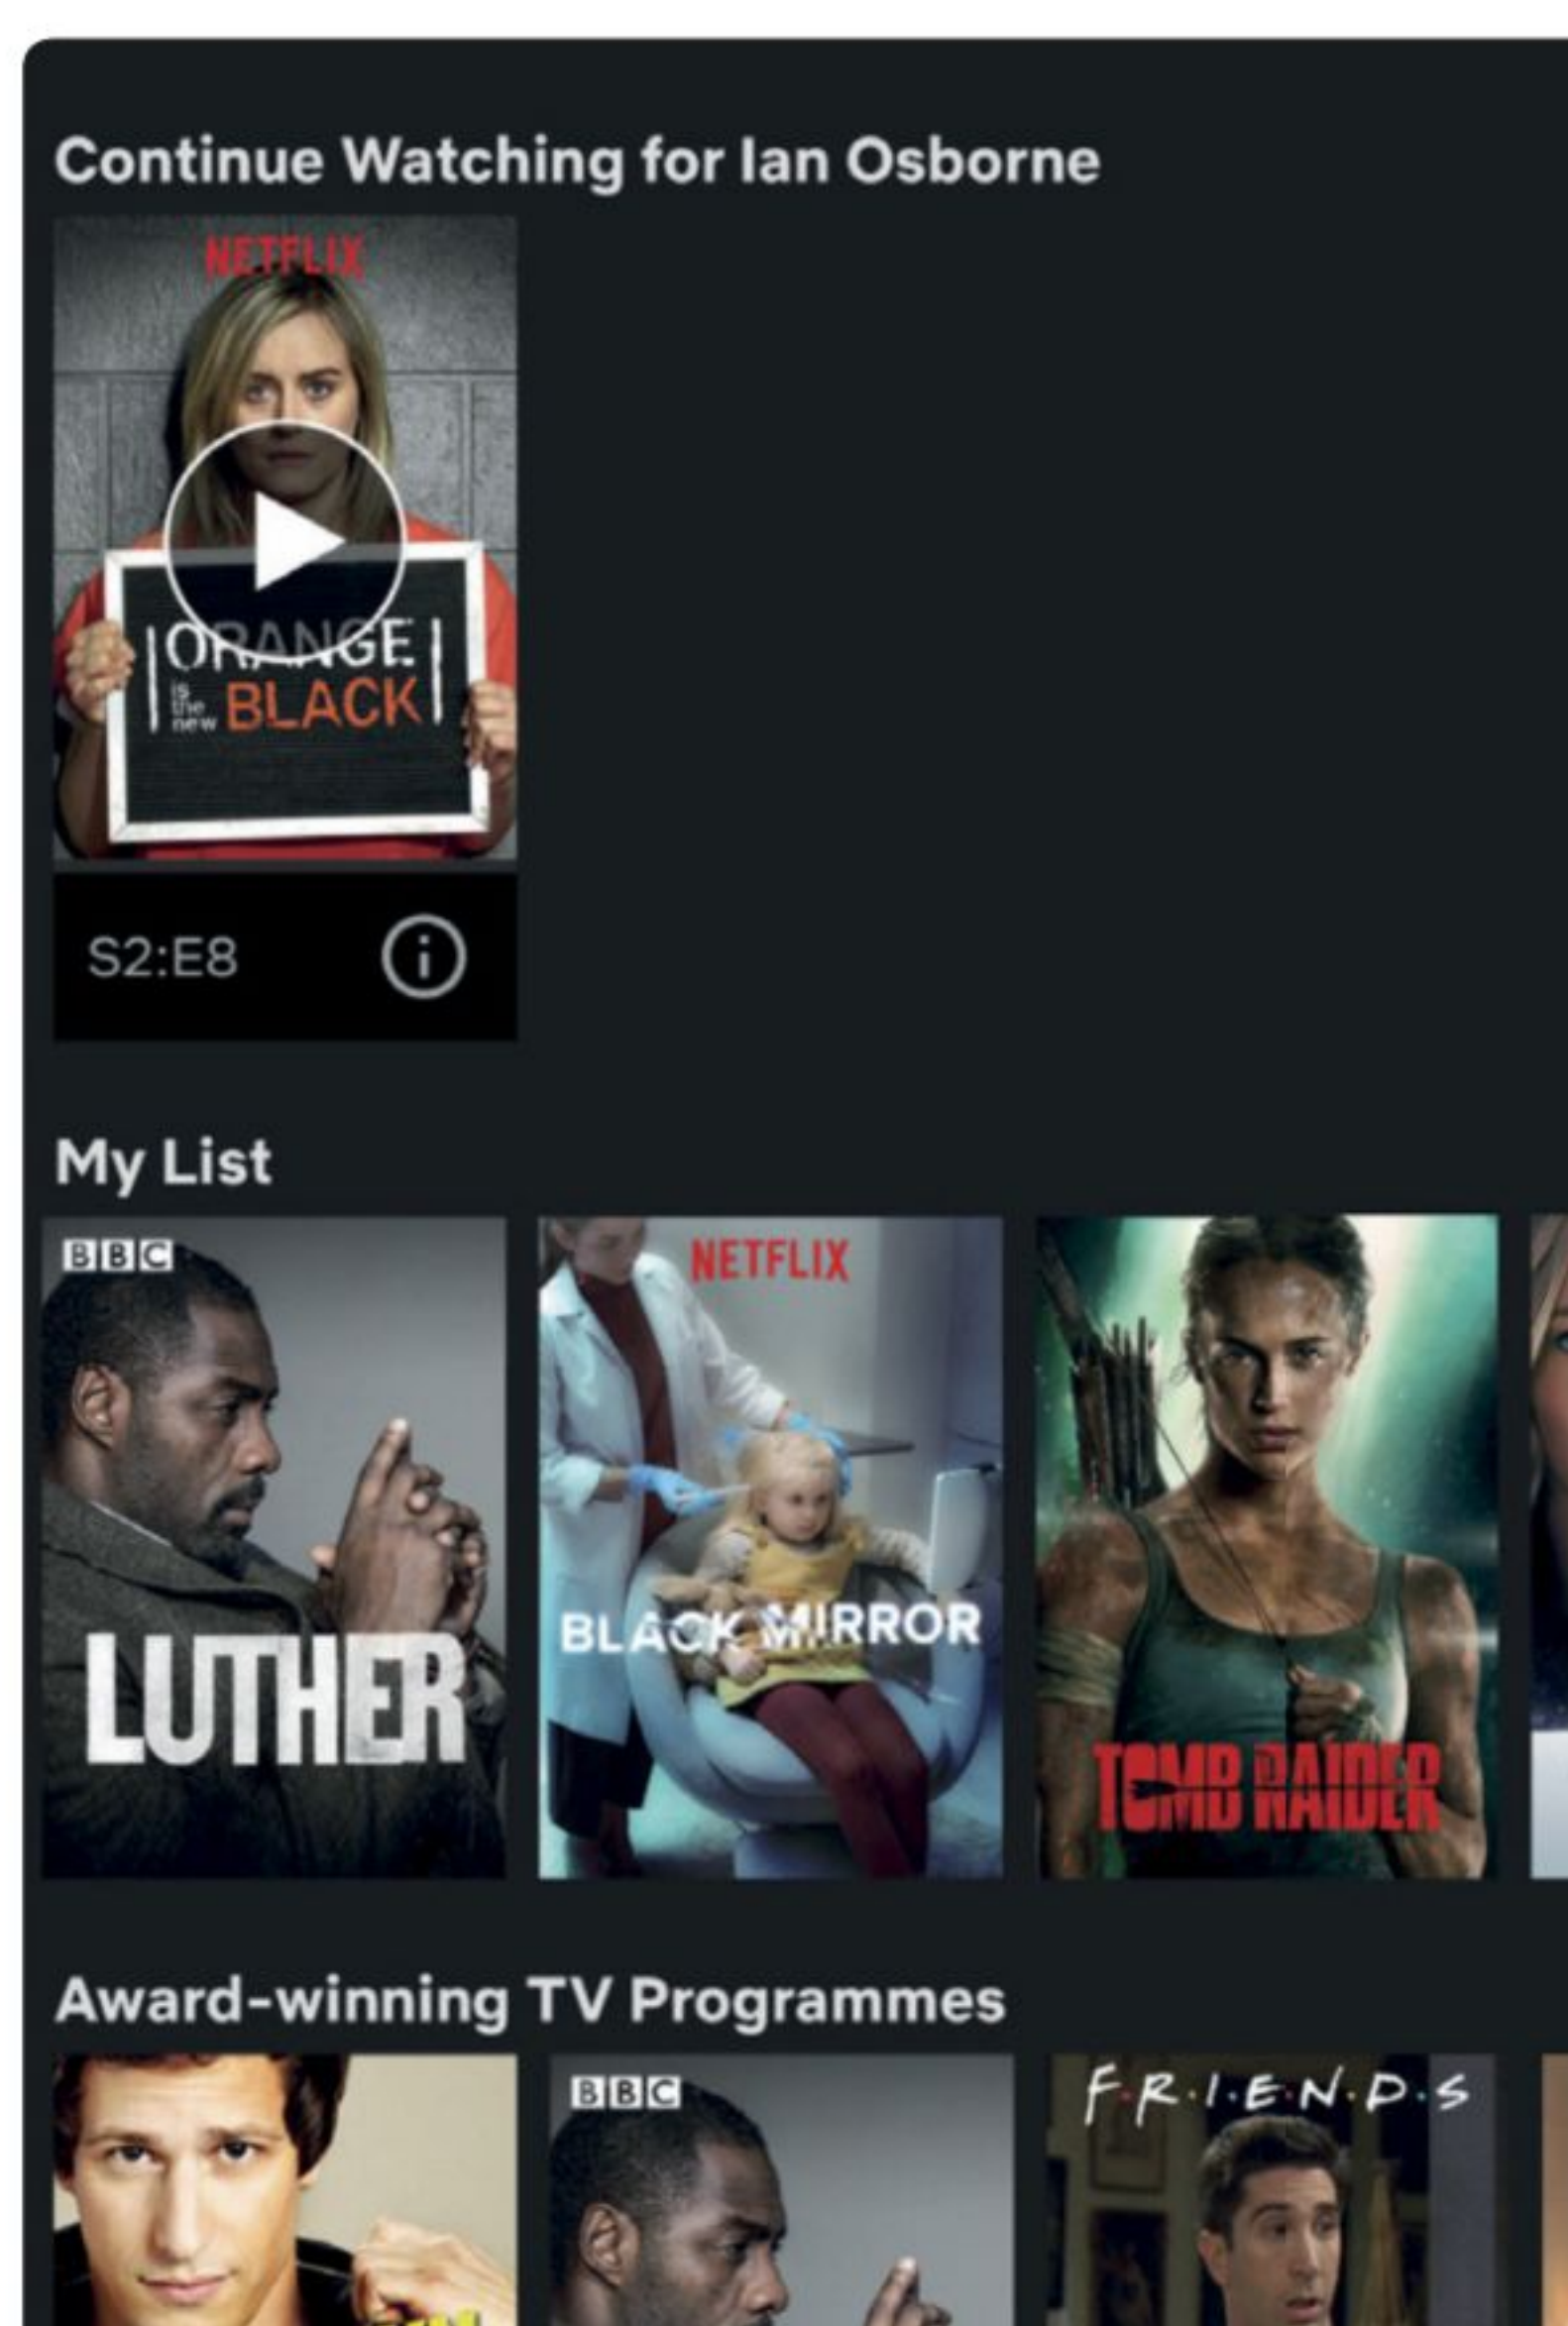 Continue Watching for Ian Osborne
NETFLIX
ORANGE
is the new BLACK
S2:E8
i
My List
BBC
LUTHER
NETFLIX
BLACK MIRROR
TOMB RAIDER
Award-winning TV Programmes
BBC
F·R·I·E·N·D·S